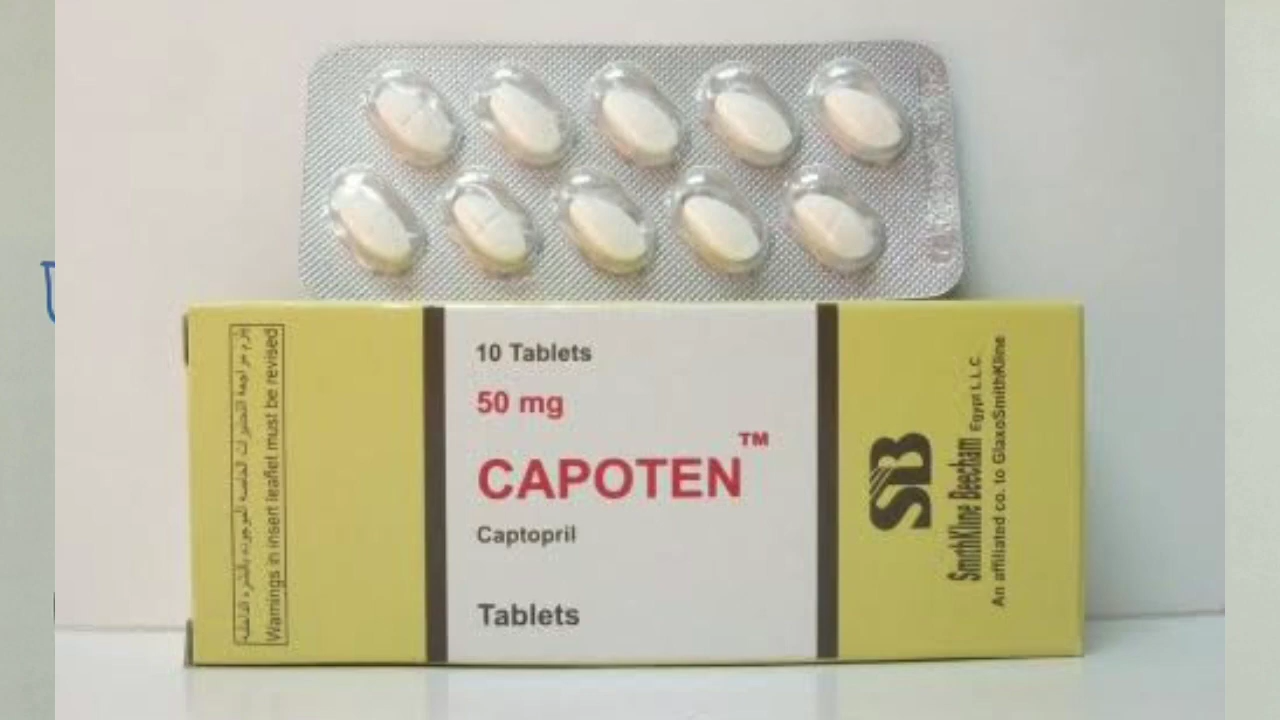 10 Tablets
50 mg
CAPOTEN™
Captopril
Tablets
Warnings in insert leaflet must be revised
SB
SmithKline Beecham Egypt L.L.C.
An affiliated co. to GlaxoSmithKline